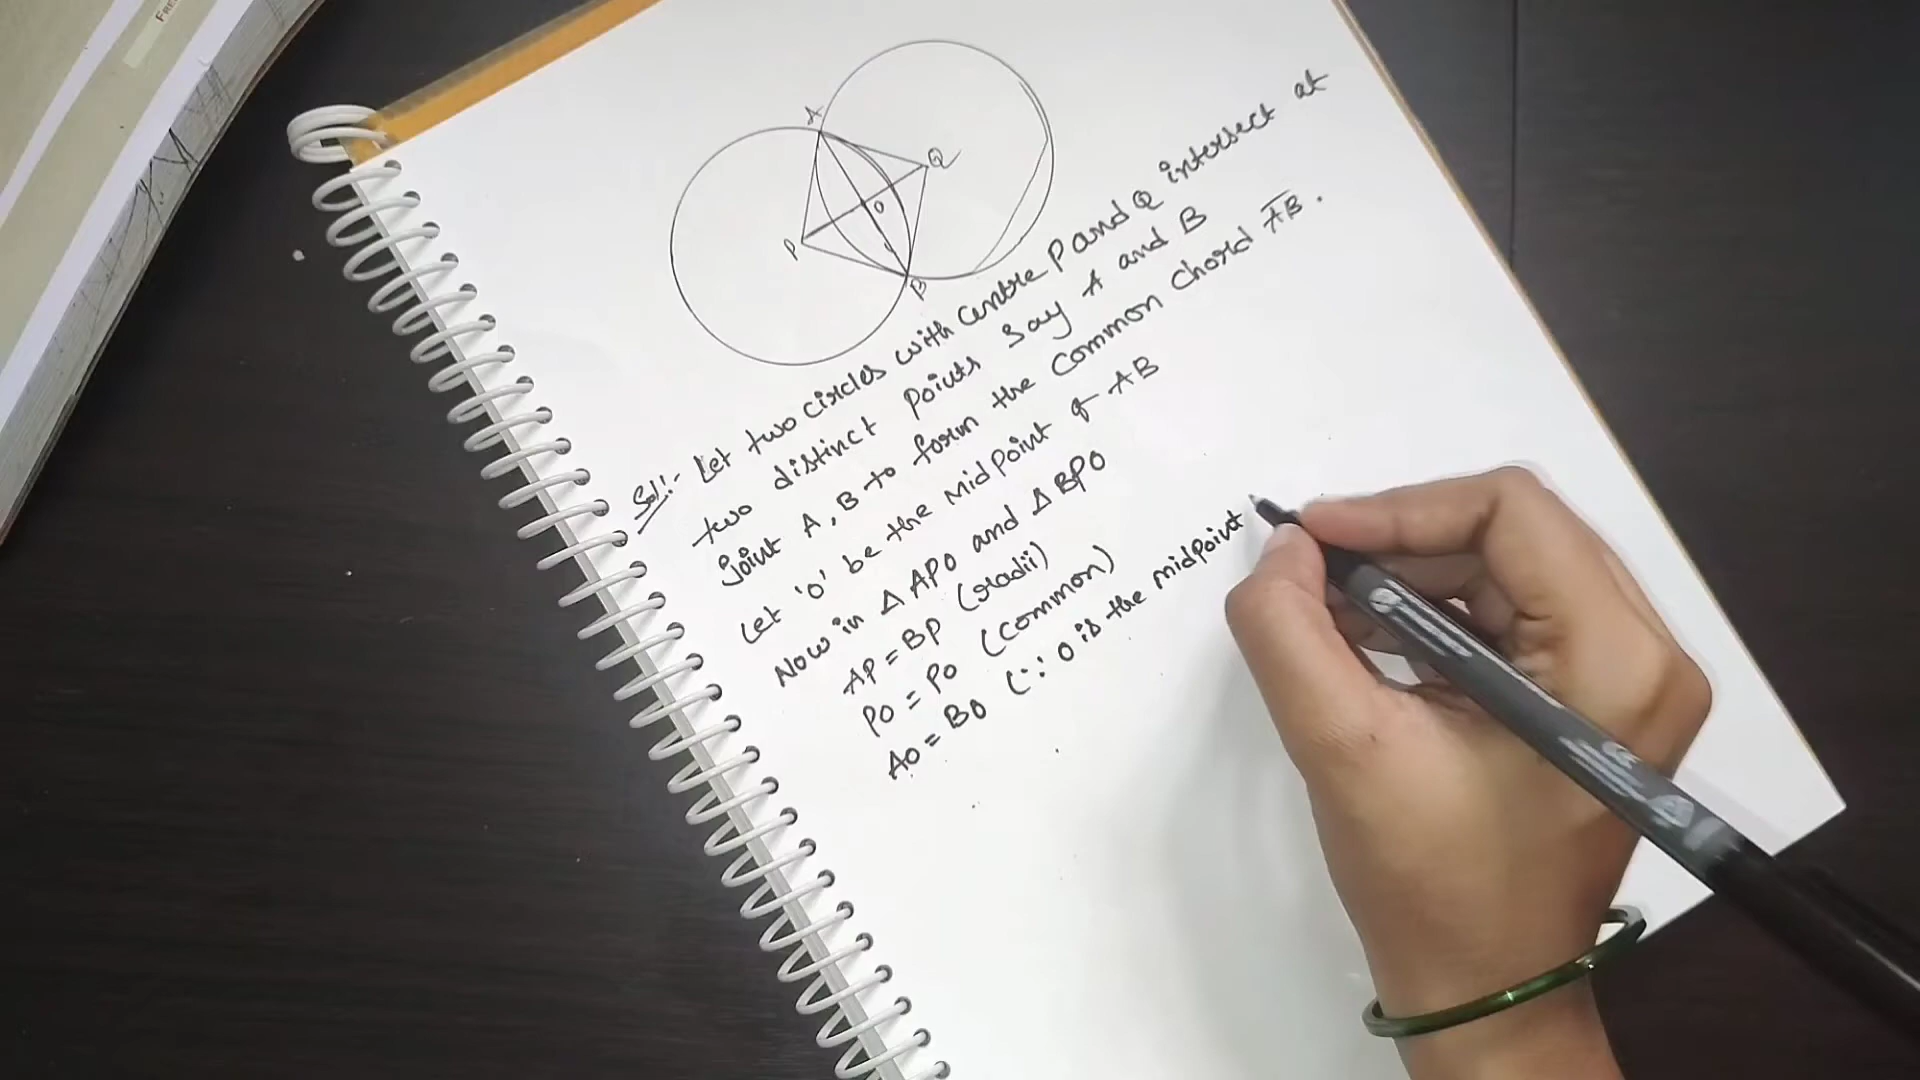 A
Q
O
P
B
Sol:- Let two circles with centre P and Q intersect at
two distinct points say A and B
joint A, B to form the common chord AB.
Let 'O' be the midpoint of AB
Now in Δ APO and Δ BPO
AP = BP (radii)
PO = PO (common)
AO = BO (∵ O is the midpoint